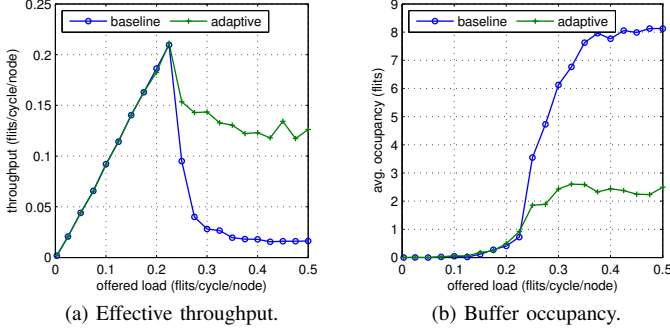 baseline adaptive
0.25
0.2
0.15
0.1
0.05
0
throughput (flits/cycle/node)
0 0.1 0.2 0.3 0.4 0.5
offered load (flits/cycle/node)
(a) Effective throughput.
baseline adaptive
9
8
7
6
5
4
3
2
1
0
avg. occupancy (flits)
0 0.1 0.2 0.3 0.4 0.5
offered load (flits/cycle/node)
(b) Buffer occupancy.